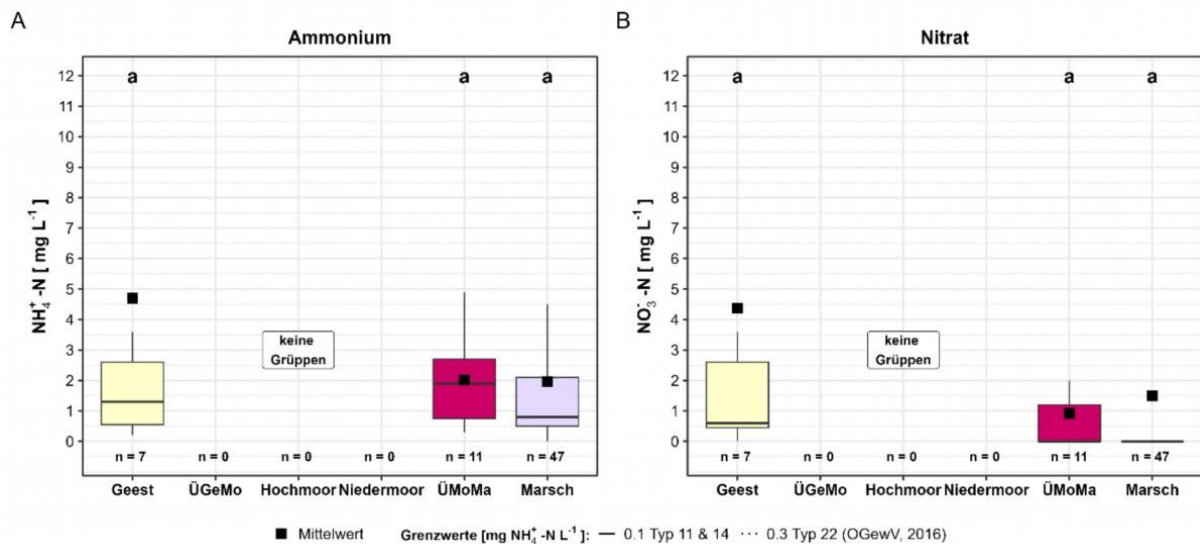 A
Ammonium
NH₄⁺-N [ mg L⁻¹ ]
12
11
10
9
8
7
6
5
4
3
2
1
0
a
a
a
keine
Grüppen
n = 7
n = 0
n = 0
n = 0
n = 11
n = 47
Geest
ÜGeMo
Hochmoor
Niedermoor
ÜMoMa
Marsch
B
Nitrat
NO₃⁻-N [ mg L⁻¹ ]
12
11
10
9
8
7
6
5
4
3
2
1
0
a
a
a
keine
Grüppen
n = 7
n = 0
n = 0
n = 0
n = 11
n = 47
Geest
ÜGeMo
Hochmoor
Niedermoor
ÜMoMa
Marsch
Mittelwert Grenzwerte [mg NH₄⁺-N L⁻¹]: 0.1 Typ 11 & 14 0.3 Typ 22 (OGewV, 2016)